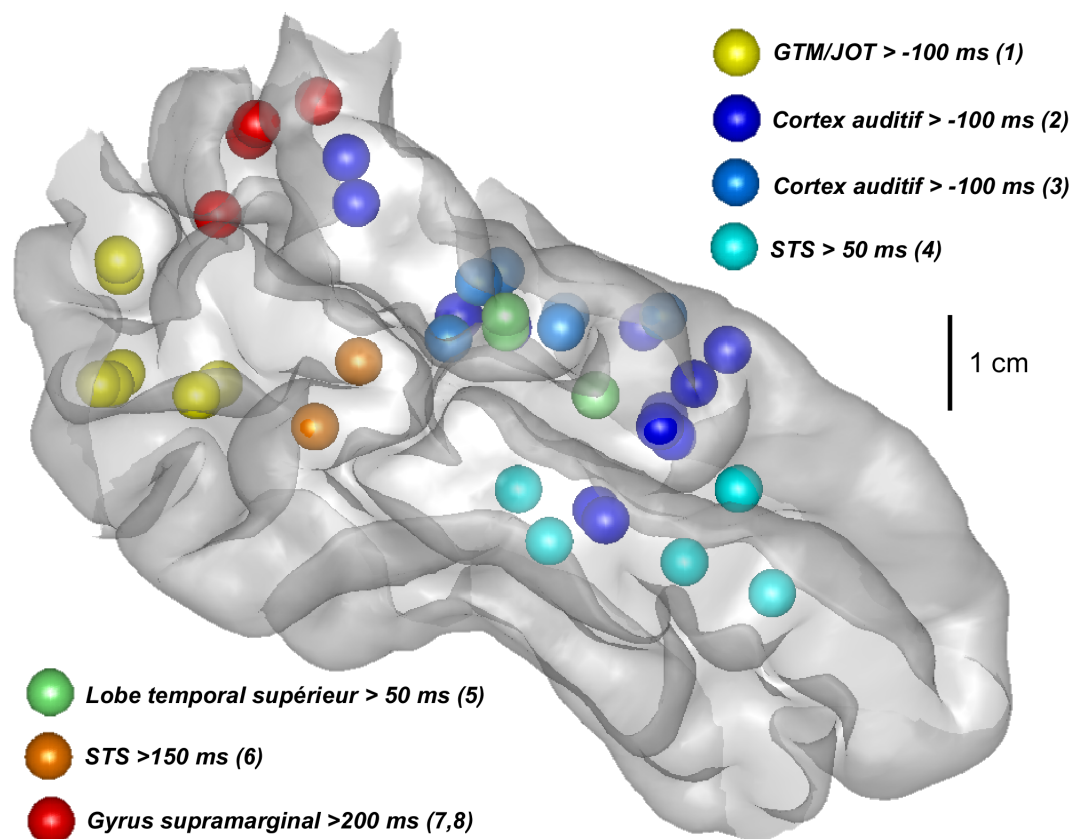 GTM/JOT > -100 ms (1)
Cortex auditif > -100 ms (2)
Cortex auditif > -100 ms (3)
STS > 50 ms (4)
1 cm
Lobe temporal supérieur > 50 ms (5)
STS >150 ms (6)
Gyrus supramarginal >200 ms (7,8)